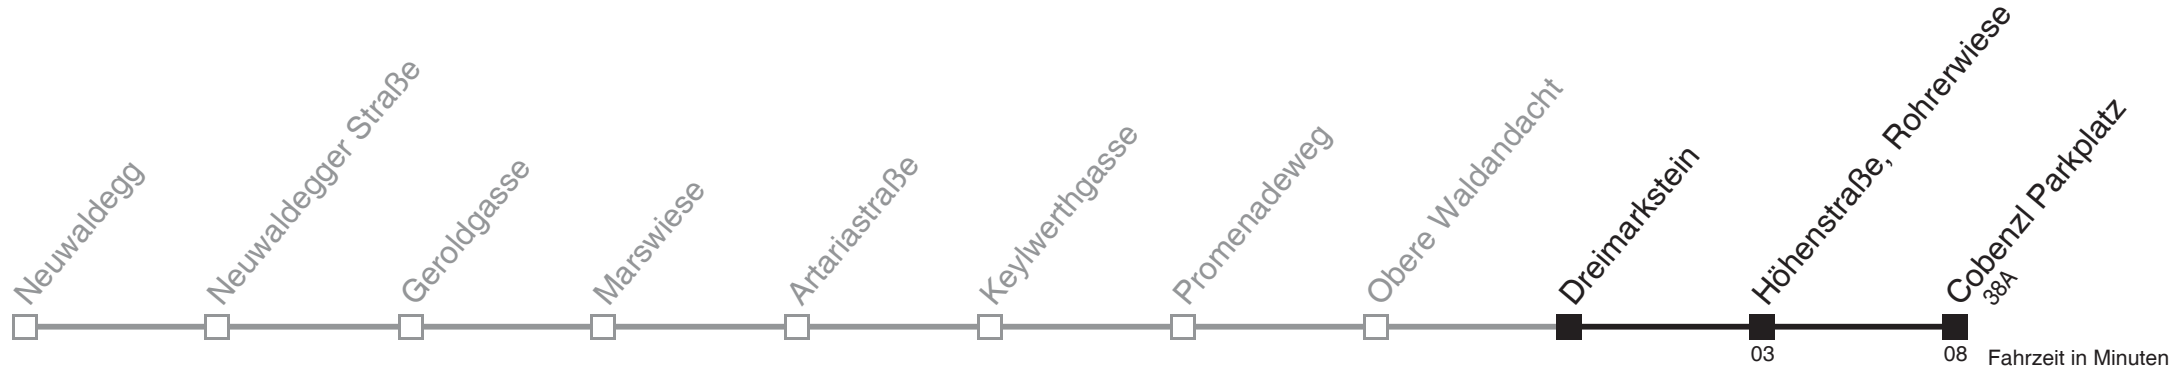 Neuwaldegg
Neuwaldegger Straße
Geroldgasse
Marswiese
Artariastraße
Keylwerthgasse
Promenadeweg
Obere Waldandacht
Dreimarkstein
Höhenstraße, Rohrerwiese
Cobenzl Parkplatz
38A
03
08
Fahrzeit in Minuten